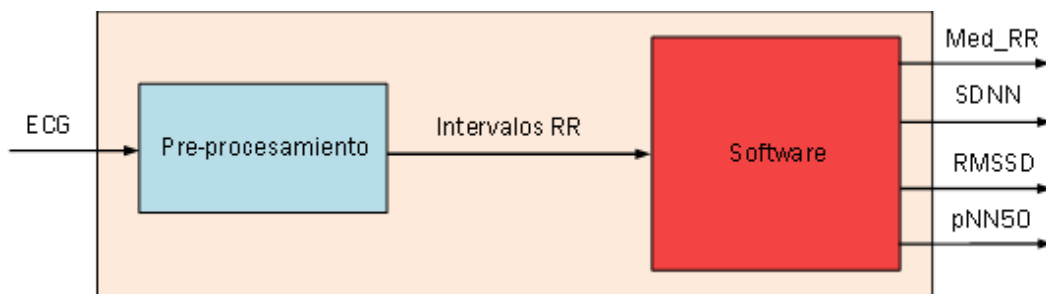 ECG
Pre-procesamiento
Intervalos RR
Software
Med_RR
SDNN
RMSSD
pNN50